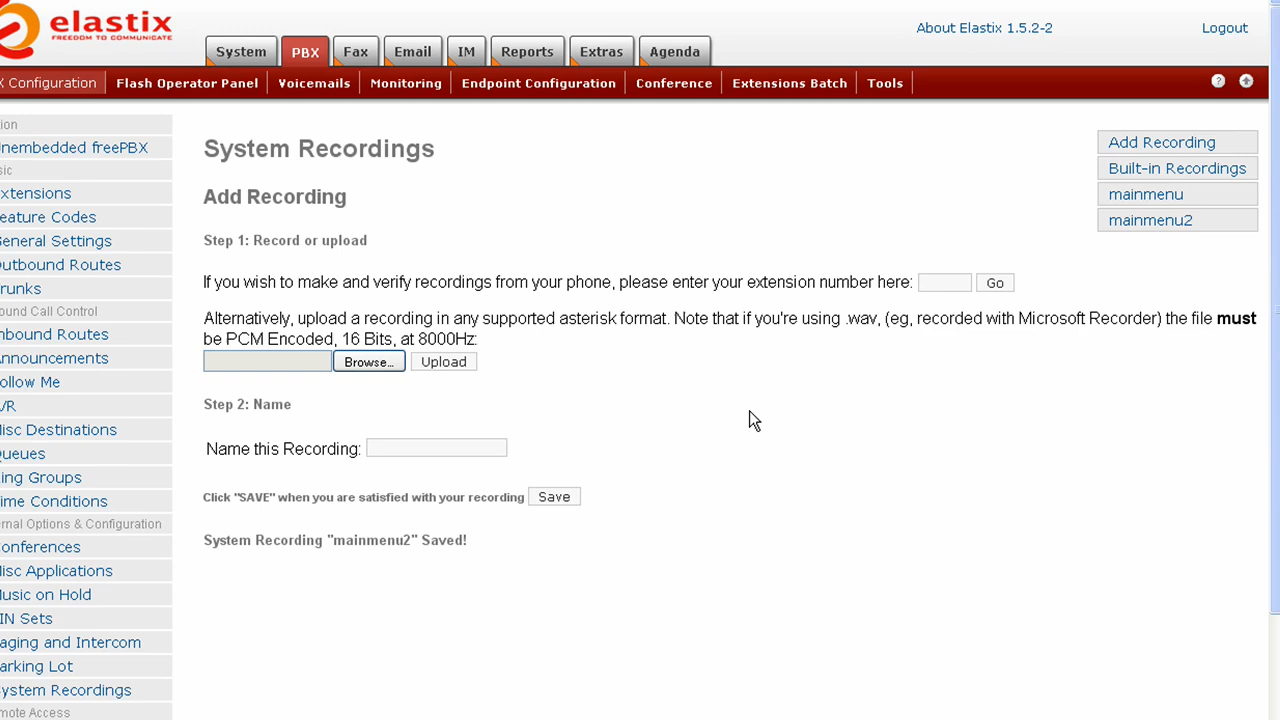 elastix
FREEDOM TO COMMUNICATE
About Elastix 1.5.2-2
Logout
System
PBX
Fax
Email
IM
Reports
Extras
Agenda
X Configuration
Flash Operator Panel
Voicemails
Monitoring
Endpoint Configuration
Conference
Extensions Batch
Tools
ion
nembedded freePBX
sic
xtensions
eature Codes
eneral Settings
utbound Routes
runks
ound Call Control
nbound Routes
nnouncements
ollow Me
VR
isc Destinations
ueues
ing Groups
ime Conditions
rnal Options & Configuration
onferences
isc Applications
usic on Hold
IN Sets
aging and Intercom
arking Lot
ystem Recordings
mote Access
System Recordings
Add Recording
Step 1: Record or upload
If you wish to make and verify recordings from your phone, please enter your extension number here:
Go
Alternatively, upload a recording in any supported asterisk format. Note that if you're using .wav, (eg, recorded with Microsoft Recorder) the file must
be PCM Encoded, 16 Bits, at 8000Hz:
Browse...
Upload
Step 2: Name
Name this Recording:
Click "SAVE" when you are satisfied with your recording
Save
System Recording "mainmenu2" Saved!
Add Recording
Built-in Recordings
mainmenu
mainmenu2